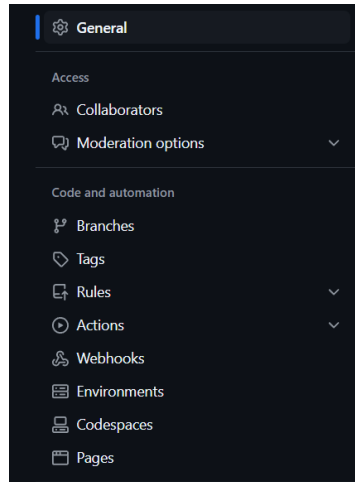 General
Access
Collaborators
Moderation options
Code and automation
Branches
Tags
Rules
Actions
Webhooks
Environments
Codespaces
Pages